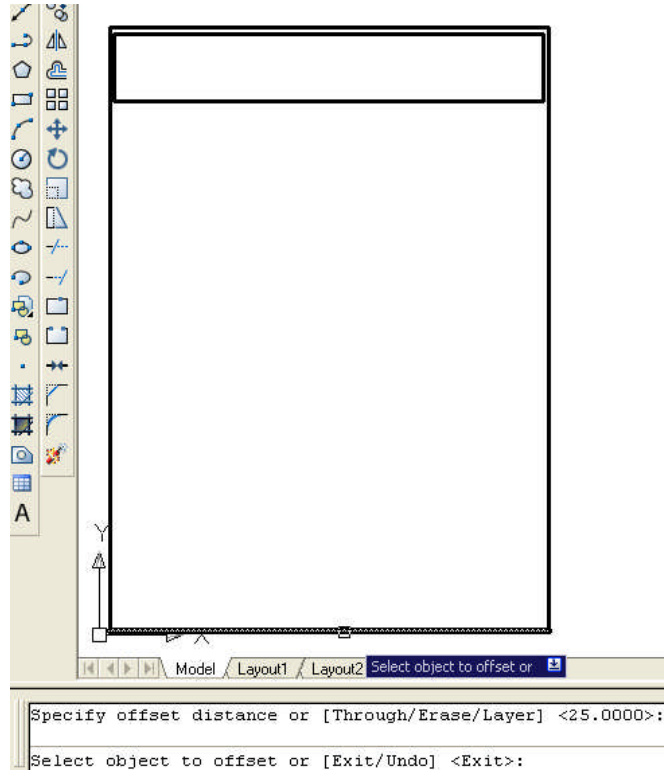 A
Y
X
Model Layout1 Layout2 Select object to offset or
Specify offset distance or [Through/Erase/Layer] <25.0000>:
Select object to offset or [Exit/Undo] <Exit>: